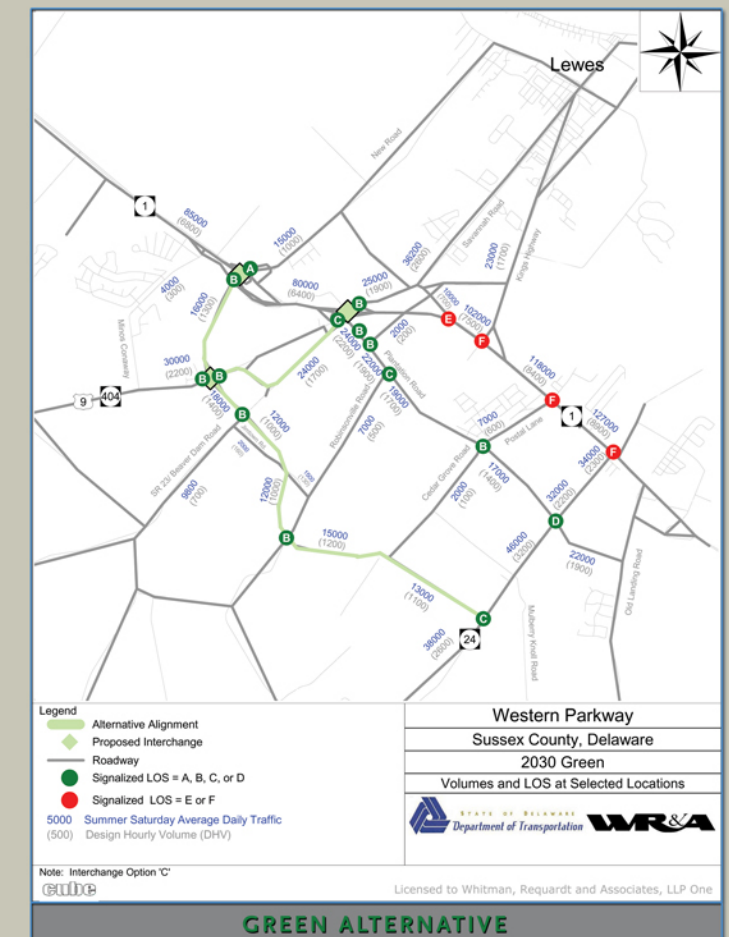 Lewes
New Road
1
85000
(6800)
15000
(1000)
Savannah Road
36200
(2600)
23000
(1700)
Kings Highway
4000
(300)
16000
(1300)
A
B
80000
(6400)
25000
(1900)
B
C
10000
(700)
102000
(7500)
E
F
Minos Conaway
24000
(2200)
B
2000
(200)
B
22000
(1900)
Plantation Road
118000
(8400)
30000
(2200)
24000
(1700)
C
19000
(1700)
9
404
B
B
18000
(1400)
Robinsonville Road
7000
(500)
7000
(600)
Postal Lane
F
1
127000
(8900)
B
12000
(1000)
SR 23/ Beaver Dam Road
Cedar Grove Road
B
17000
(1400)
34000
(2300)
F
9800
(700)
12000
(1000)
2000
(100)
32000
(2200)
B
15000
(1200)
D
46000
(3200)
22000
(1900)
Old Landing Road
13000
(1100)
C
Mulberry Knoll Road
38000
(2600)
24
Legend
Alternative Alignment
Proposed Interchange
Roadway
Signalized LOS = A, B, C, or D
Signalized LOS = E or F
5000 Summer Saturday Average Daily Traffic
(500) Design Hourly Volume (DHV)
Western Parkway
Sussex County, Delaware
2030 Green
Volumes and LOS at Selected Locations
STATE OF DELAWARE
Department of Transportation
WR&A
Note: Interchange Option 'C'
cube
Licensed to Whitman, Requardt and Associates, LLP One
GREEN ALTERNATIVE